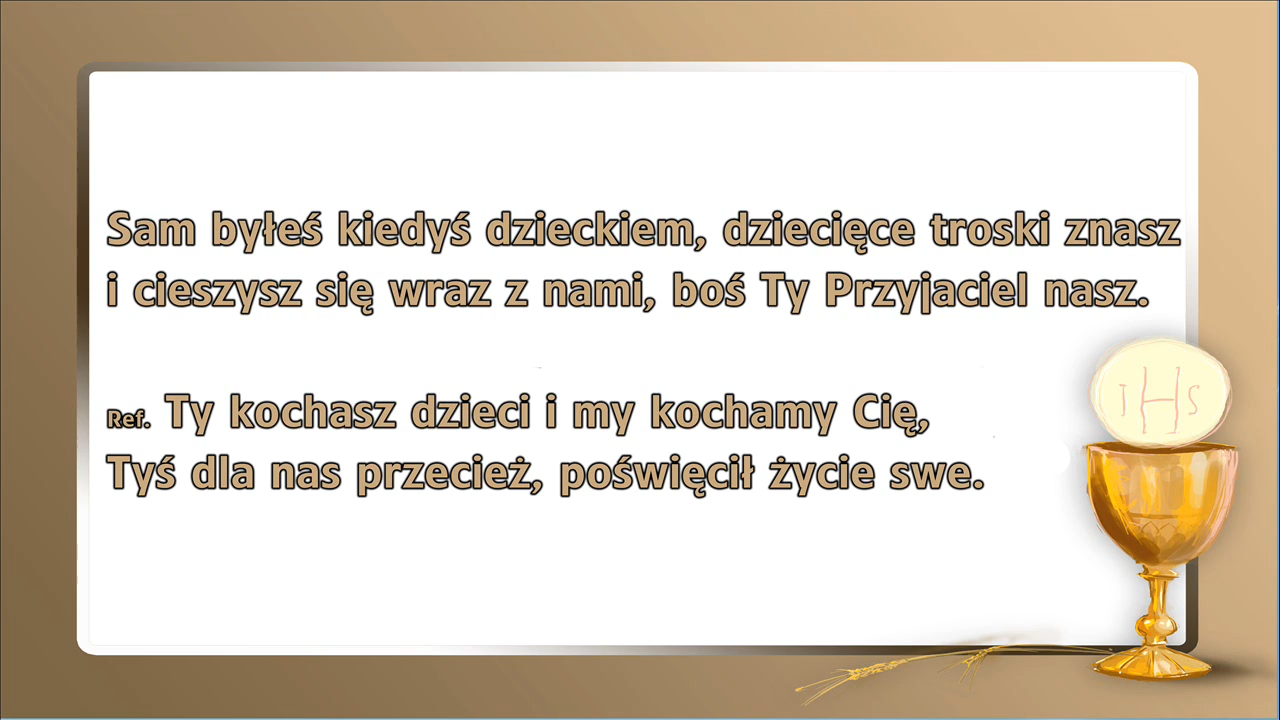 Sam byłeś kiedyś dzieckiem, dziecięce troski znasz
i cieszysz się wraz z nami, boś Ty Przyjaciel nasz.
Ref. Ty kochasz dzieci i my kochamy Cię,
Tyś dla nas przecież, poświęcił życie swe.
IHS